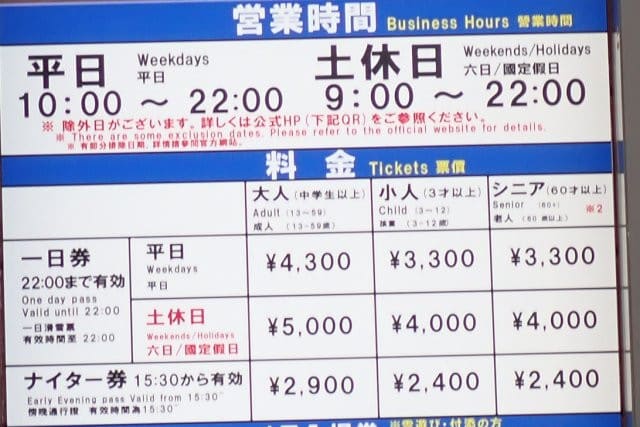 営業時間 Business Hours 營業時間
平日 Weekdays 平日
10:00 ～ 22:00
土休日 Weekends/Holidays 六日/國定假日
9:00 ～ 22:00
※ 除外日がございます。詳しくは公式HP(下記QR)をご参照ください。
※ There are some exclusion dates. Please refer to the official website for details.
※ 有部分排除日期，詳情請參閱官方網站。
料金 Tickets 票價
大人(中学生以上)
Adult (13~59)
成人 (13~59歲)
小人(3才以上)
Child (3~12)
孩童 (3~12歲)
シニア(60才以上)
Senior (60+) ※2
老人 (60歲以上)
一日券
22:00まで有効
One day pass
Valid until 22:00
一日滑雪票
有效時間至 22:00
平日
Weekdays
平日
¥4,300 ¥3,300 ¥3,300
土休日
Weekends/Holidays
六日/國定假日
¥5,000 ¥4,000 ¥4,000
ナイター券 15:30から有効
Early Evening pass Valid from 15:30~
傍晚通行證 有效時間為15:30~
¥2,900 ¥2,400 ¥2,400
※雪遊び・付添の方